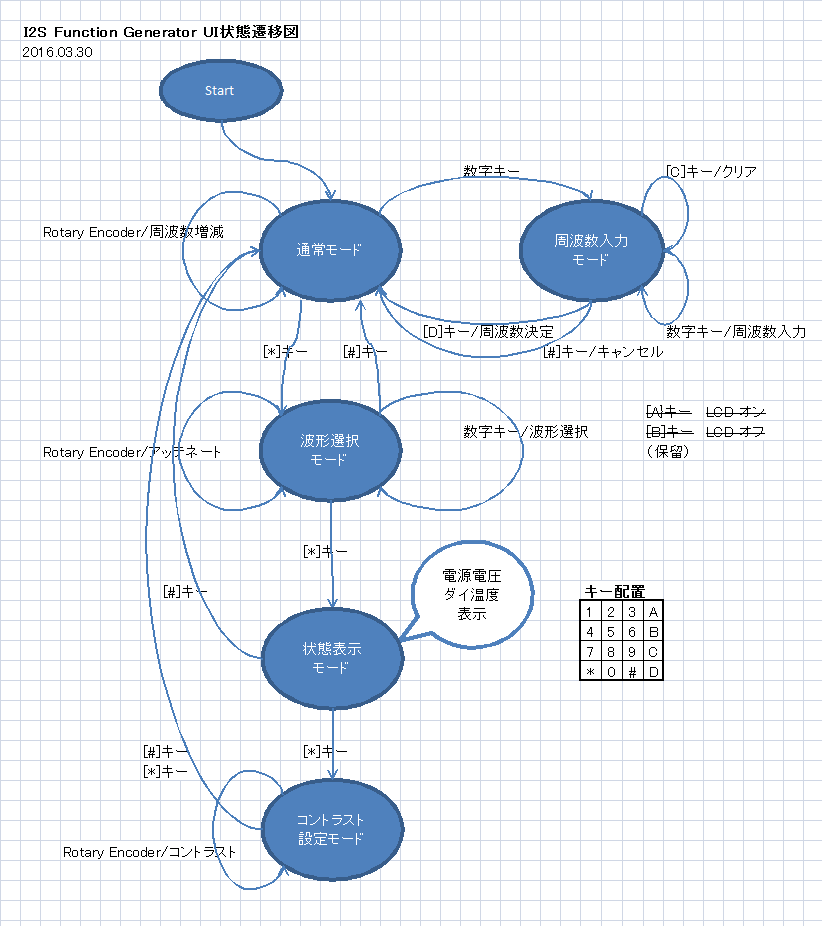 I2S Function Generator UI状態遷移図
2016.03.30
Start
数字キー
[C]キー/クリア
Rotary Encoder/周波数増減
通常モード
周波数入力
モード
[D]キー/周波数決定
数字キー/周波数入力
[*]キー
[#]キー
[#]キー/キャンセル
[A]キー LCD オン
[B]キー LCD オフ
(保留)
波形選択
モード
数字キー/波形選択
Rotary Encoder/アッテネート
[*]キー
電源電圧
ダイ温度
表示
[#]キー
キー配置
1 2 3 A
4 5 6 B
7 8 9 C
* 0 # D
状態表示
モード
[#]キー
[*]キー
[*]キー
コントラスト
設定モード
Rotary Encoder/コントラスト